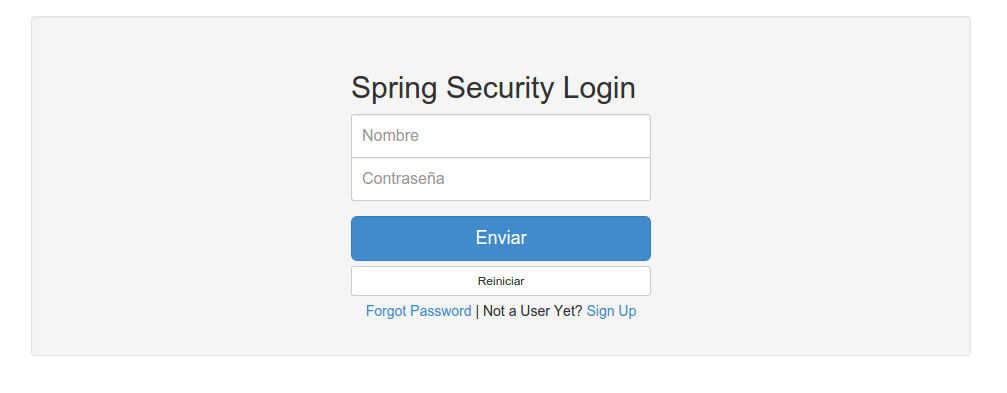 Spring Security Login
Nombre
Contraseña
Enviar
Reiniciar
Forgot Password | Not a User Yet? Sign Up